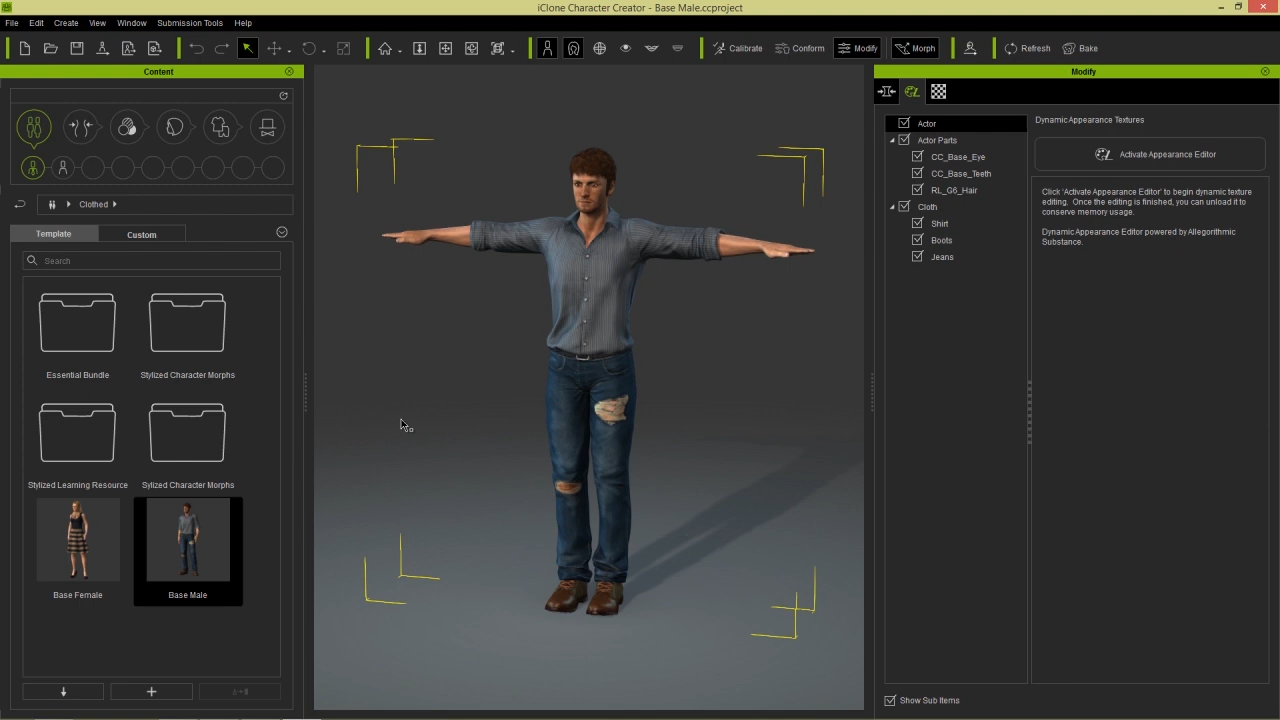 iClone Character Creator - Base Male.ccproject
File Edit Create View Window Submission Tools Help
Calibrate Conform Modify Morph Refresh Bake
Content
Clothed
Template Custom
Search
Essential Bundle Stylized Character Morphs
Stylized Learning Resource Sylized Character Morphs
Base Female Base Male
Modify
Actor
Actor Parts
CC_Base_Eye
CC_Base_Teeth
RL_G6_Hair
Cloth
Shirt
Boots
Jeans
Show Sub Items
Dynamic Appearance Textures
Activate Appearance Editor
Click 'Activate Appearance Editor' to begin dynamic texture
editing. Once the editing is finished, you can unload it to
conserve memory usage.
Dynamic Appearance Editor powered by Allegorithmic
Substance.